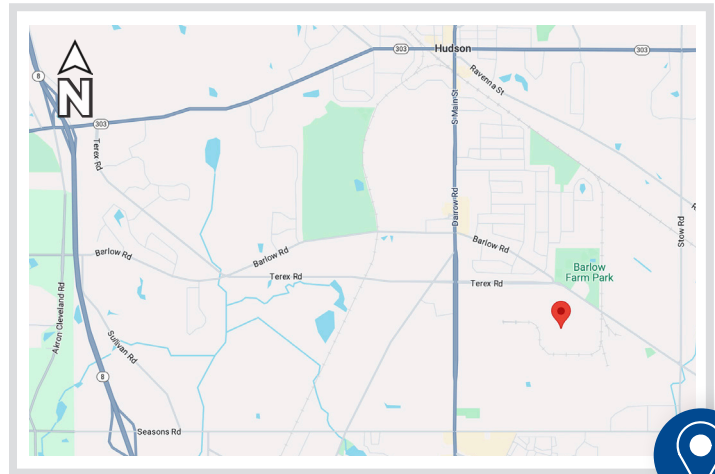 303
Hudson
303
8
N
Ravenna St
S Main St
303
Terex Rd
Darrow Rd
Stow Rd
Barlow Rd
Barlow Rd
Barlow Rd
Barlow
Farm Park
Terex Rd
Terex Rd
Akron Cleveland Rd
Sullivan Rd
8
Seasons Rd